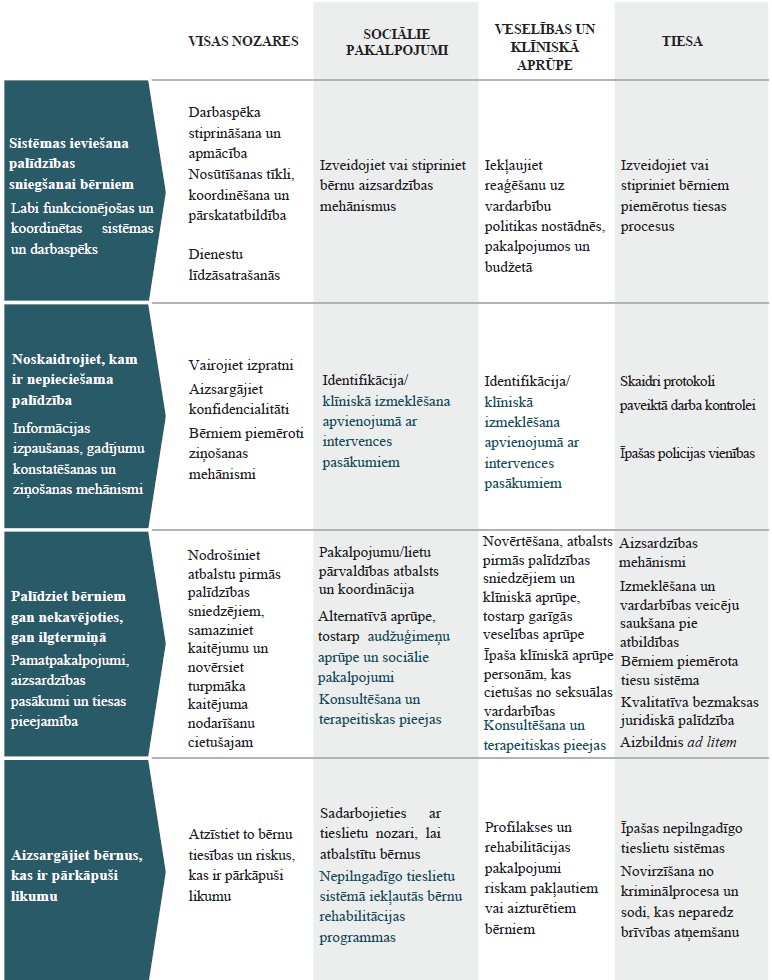 VISAS NOZARES
SOCIĀLIE
PAKALPOJUMI
VESELĪBAS UN
KLĪNISKĀ
APRŪPE
TIESA
Sistēmas ieviešana
palīdzības
sniegšanai bērniem
Labi funkcionējošas un
koordinētas sistēmas
un darbaspēks
Darbaspēka
stiprināšana un
apmācība
Nosūtīšanas tīkli,
koordinēšana un
pārskatatbildība
Dienestu
līdzāsatrašanās
Izveidojiet vai stipriniet
bērnu aizsardzības
mehānismus
Iekļaujiet
reaģēšanu uz
vardarbību
politikas nostādnēs,
pakalpojumos un
budžetā
Izveidojiet vai
stipriniet bērniem
piemērotus tiesas
procesus
Noskaidrojiet, kam
ir nepieciešama
palīdzība
Informācijas
izpaušanas, gadījumu
konstatēšanas un
ziņošanas mehānismi
Vairojiet izpratni
Aizsargājiet
konfidencialitāti
Bērniem piemēroti
ziņošanas
mehānismi
Identifikācija/
klīniskā izmeklēšana
apvienojumā ar
intervences
pasākumiem
Identifikācija/
klīniskā
izmeklēšana
apvienojumā ar
intervences
pasākumiem
Skaidri protokoli
paveiktā darba kontrolei
Īpašas policijas vienības
Palīdziet bērniem
gan nekavējoties,
gan ilgtermiņā
Pamatpakalpojumi,
aizsardzības
pasākumi un tiesas
pieejamība
Nodrošiniet
atbalstu pirmās
palīdzības
sniedzējiem,
samaziniet
kaitējumu un
novērsiet
turpmāka
kaitējuma
nodarīšanu
cietušajam
Pakalpojumu/lietu
pārvaldības atbalsts
un koordinācija
Alternatīvā aprūpe,
tostarp audžuģimeņu
aprūpe un sociālie
pakalpojumi
Konsultēšana un
terapeitiskas pieejas
Novērtēšana, atbalsts
pirmās palīdzības
sniedzējiem un
klīniskā aprūpe,
tostarp garīgās
veselības aprūpe
Īpaša klīniskā aprūpe
personām, kas
cietušas no seksuālas
vardarbības
Konsultēšana un
terapeitiskas pieejas
Aizsardzības
mehānismi
Izmeklēšana un
vardarbības veicēju
saukšana pie
atbildības
Bērniem piemērota
tiesu sistēma
Kvalitatīva bezmaksas
juridiskā palīdzība
Aizbildnis ad litem
Aizsargājiet bērnus,
kas ir pārkāpuši
likumu
Atzīstiet to bērnu
tiesības un riskus,
kas ir pārkāpuši
likumu
Sadarbojieties ar
tieslietu nozari, lai
atbalstītu bērnus
Nepilngadīgo tieslietu
sistēmā iekļautās bērnu
rehabilitācijas
programmas
Profilakses un
rehabilitācijas
pakalpojumi
riskam pakļautiem
vai aizturētiem
bērniem
Īpašas nepilngadīgo
tieslietu sistēmas
Novirzīšana no
kriminālprocesa un
sodi, kas neparedz
brīvības atņemšanu